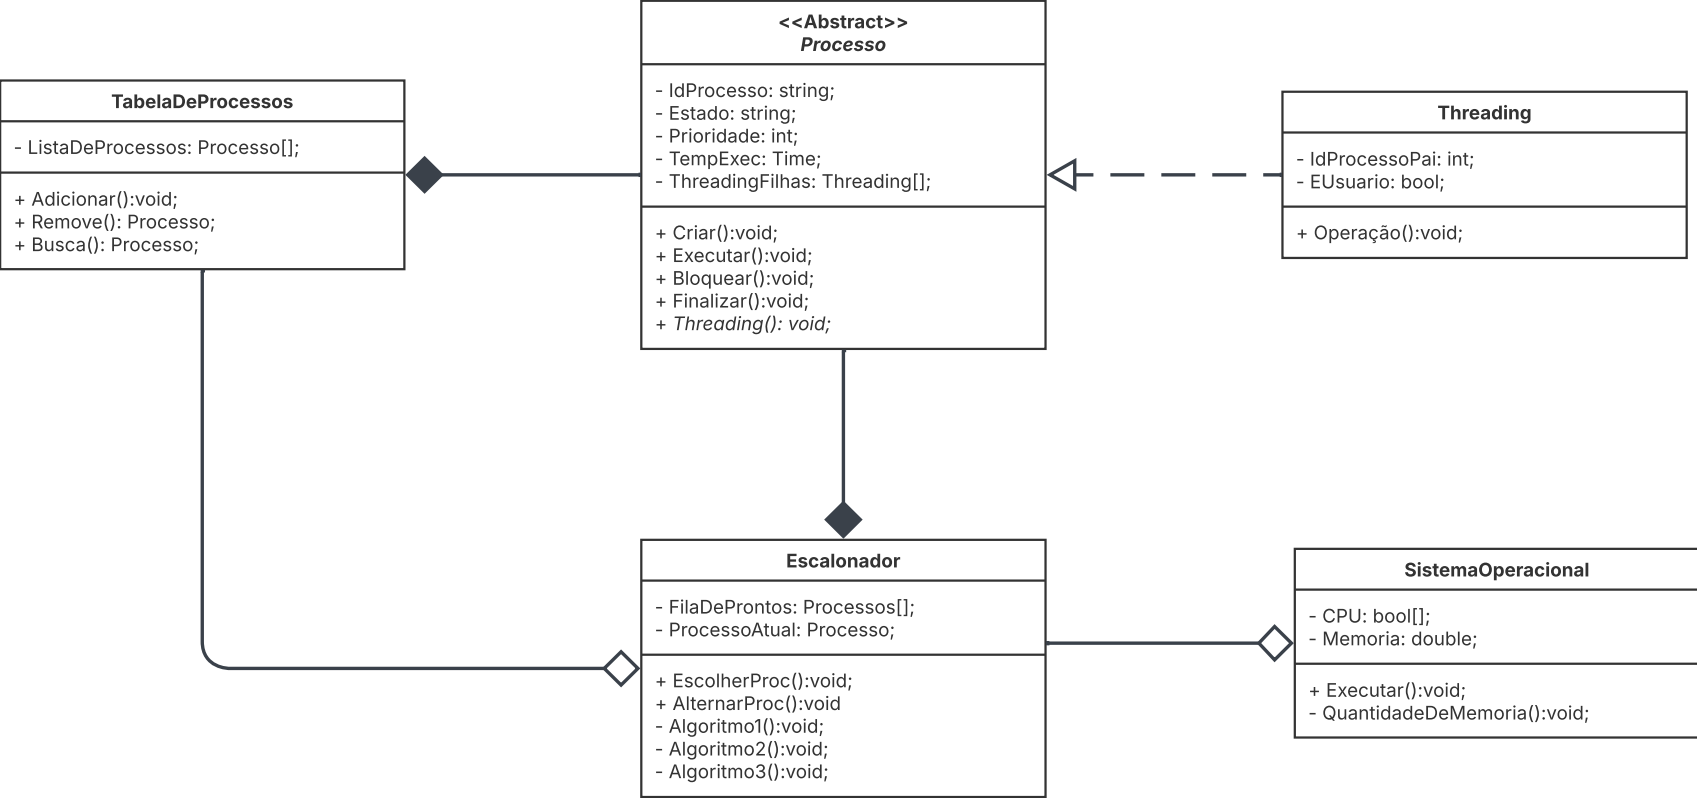 <<Abstract>>
Processo
- IdProcesso: string;
- Estado: string;
- Prioridade: int;
- TempExec: Time;
- ThreadingFilhas: Threading[];
+ Criar():void;
+ Executar():void;
+ Bloquear():void;
+ Finalizar():void;
+ Threading(): void;
TabelaDeProcessos
- ListaDeProcessos: Processo[];
+ Adicionar():void;
+ Remove(): Processo;
+ Busca(): Processo;
Threading
- IdProcessoPai: int;
- EUsuario: bool;
+ Operação():void;
Escalonador
- FilaDeProntos: Processos[];
- ProcessoAtual: Processo;
+ EscolherProc():void;
+ AlternarProc():void
- Algoritmo1():void;
- Algoritmo2():void;
- Algoritmo3():void;
SistemaOperacional
- CPU: bool[];
- Memoria: double;
+ Executar():void;
- QuantidadeDeMemoria():void;